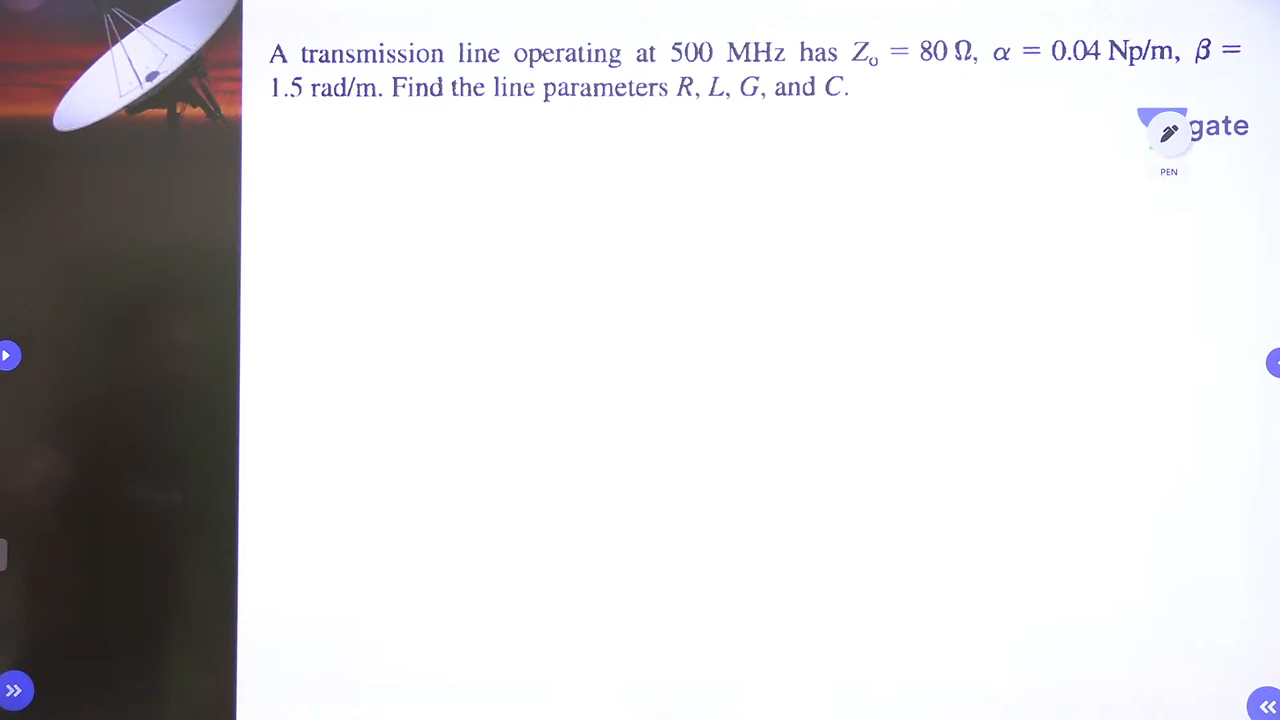 A transmission line operating at 500 MHz has Zₒ = 80 Ω, α = 0.04 Np/m, β =
1.5 rad/m. Find the line parameters R, L, G, and C.
gate
PEN